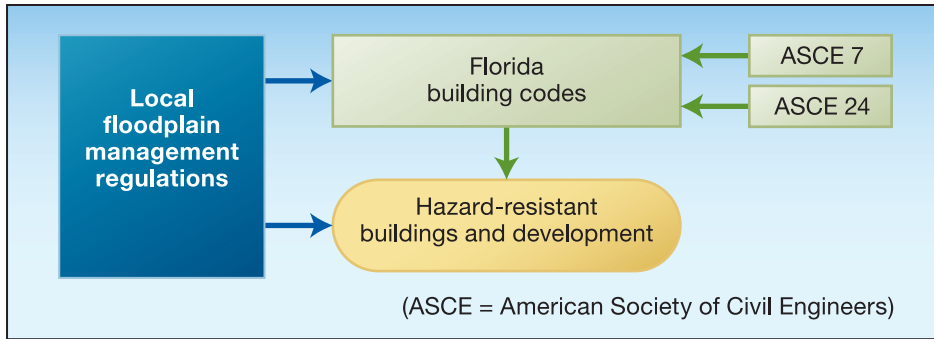 Local
floodplain
management
regulations
Florida
building codes
ASCE 7
ASCE 24
Hazard-resistant
buildings and development
(ASCE = American Society of Civil Engineers)